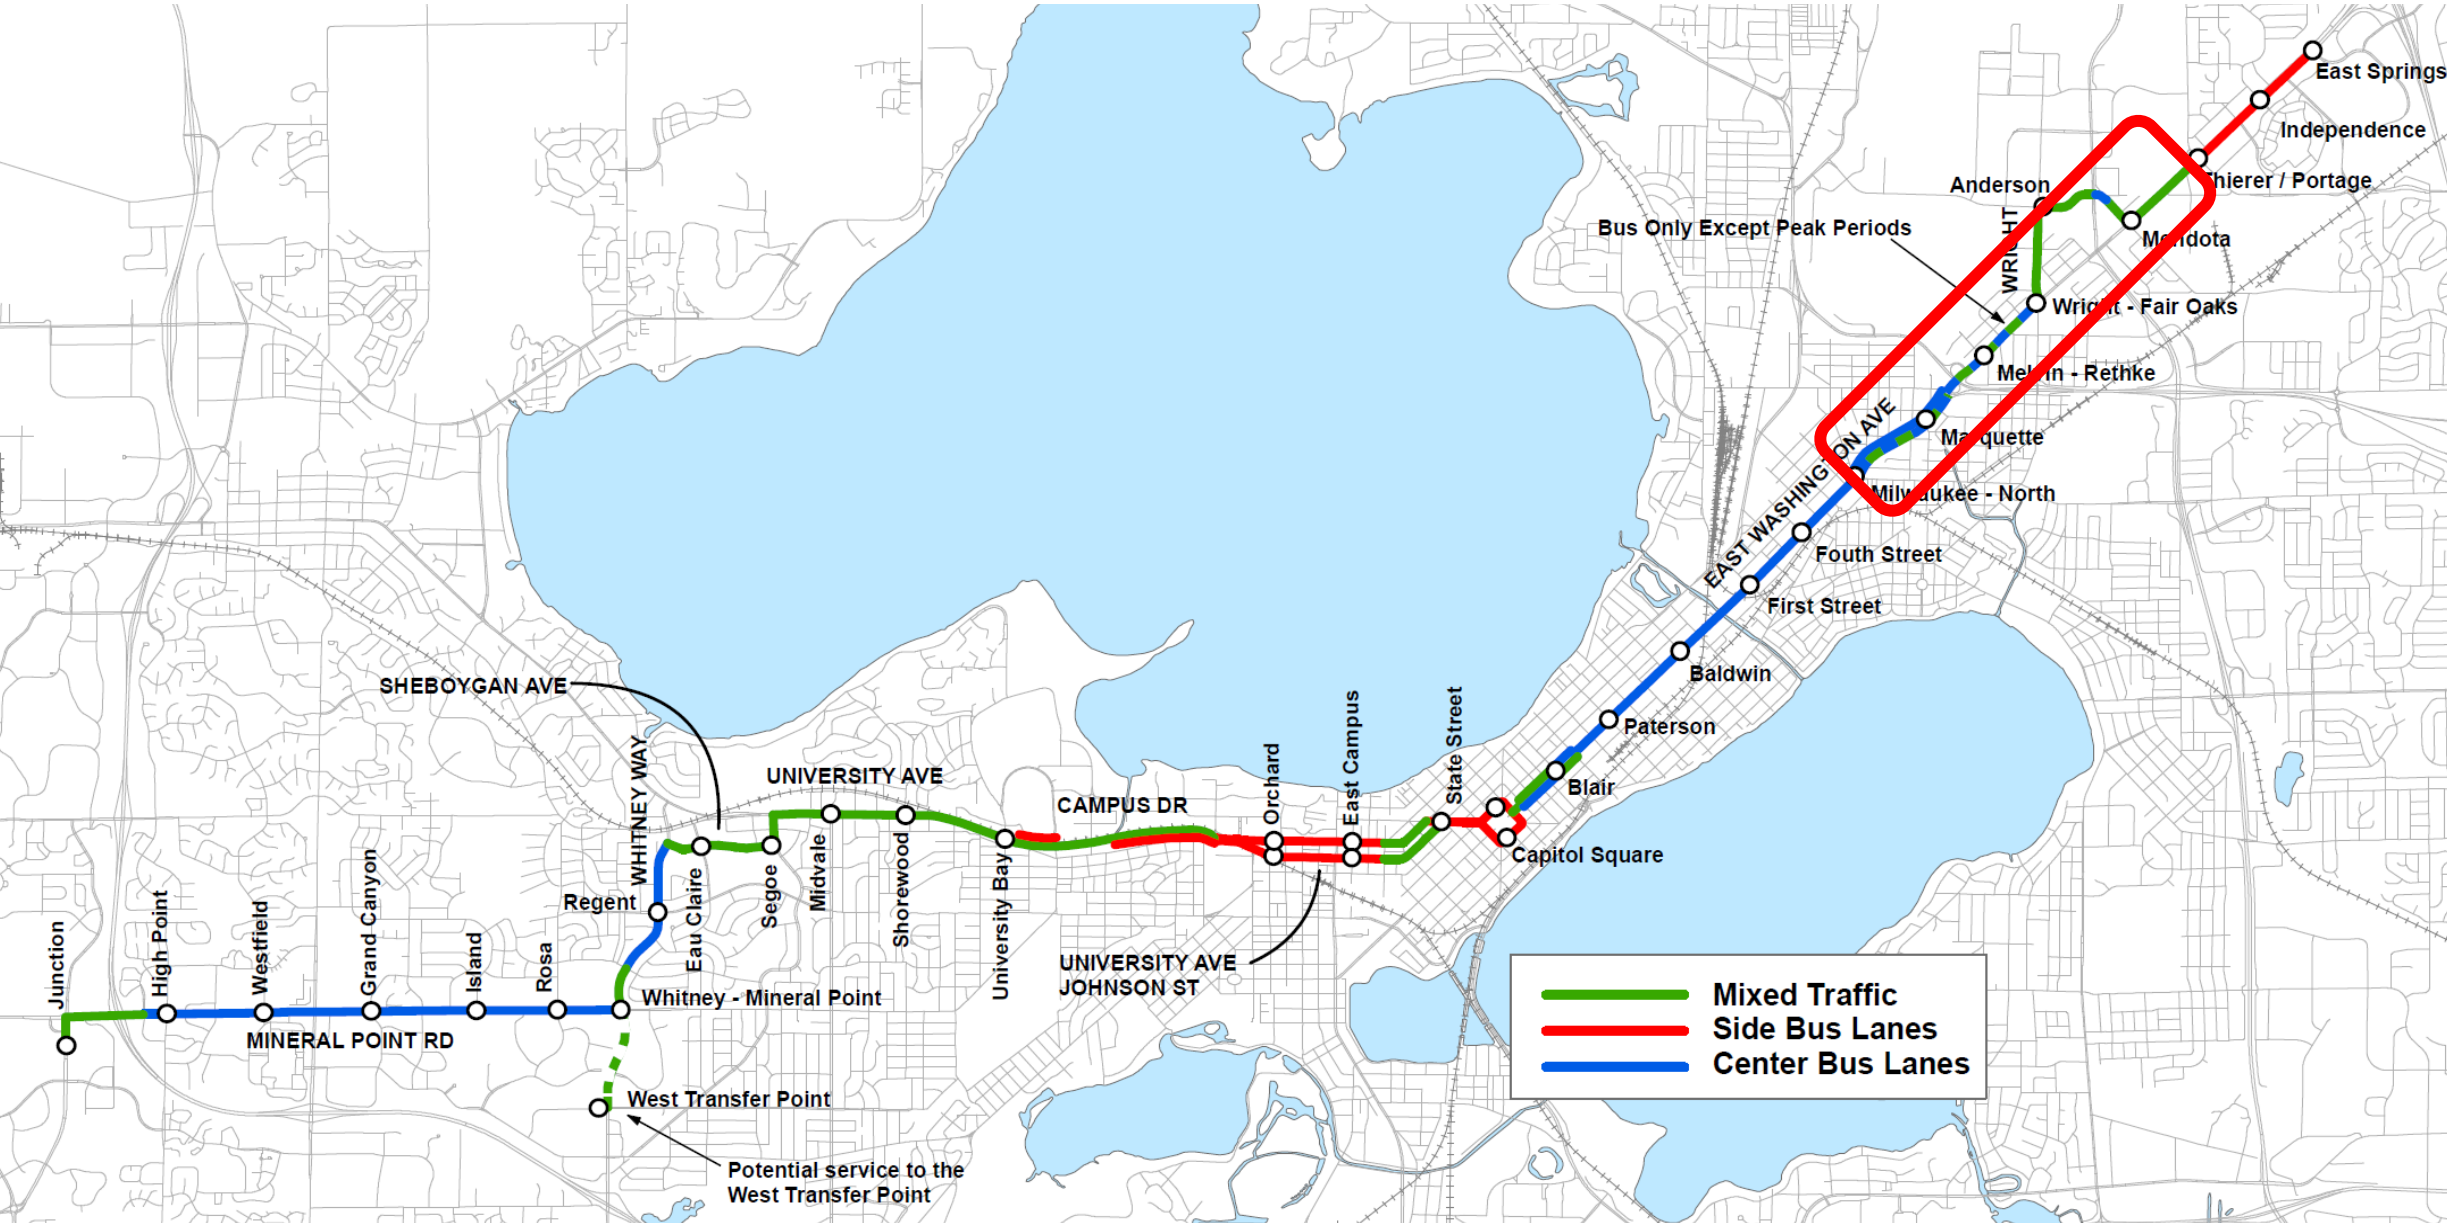 East Springs
Independence
Thierer / Portage
Anderson
WRIGHT
Mendota
Bus Only Except Peak Periods
Wright - Fair Oaks
Melvin - Rethke
EAST WASHINGTON AVE
Marquette
Milwaukee - North
Fouth Street
First Street
Baldwin
Paterson
Blair
Capitol Square
State Street
East Campus
Orchard
CAMPUS DR
UNIVERSITY AVE
JOHNSON ST
UNIVERSITY AVE
SHEBOYGAN AVE
WHITNEY WAY
University Bay
Shorewood
Midvale
Segoe
Eau Claire
Regent
Whitney - Mineral Point
Rosa
Island
Grand Canyon
Westfield
High Point
Junction
MINERAL POINT RD
West Transfer Point
Potential service to the
West Transfer Point
Mixed Traffic
Side Bus Lanes
Center Bus Lanes